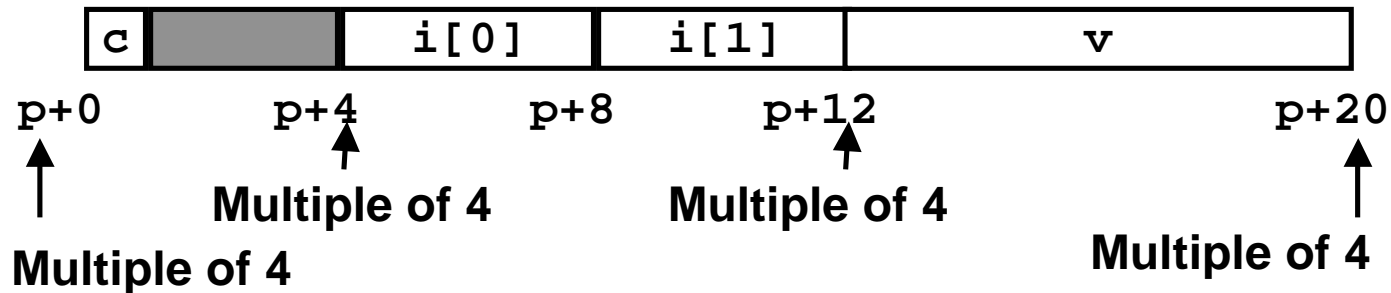 c i[0] i[1] v
p+0 p+4 p+8 p+12 p+20
Multiple of 4 Multiple of 4
Multiple of 4 Multiple of 4